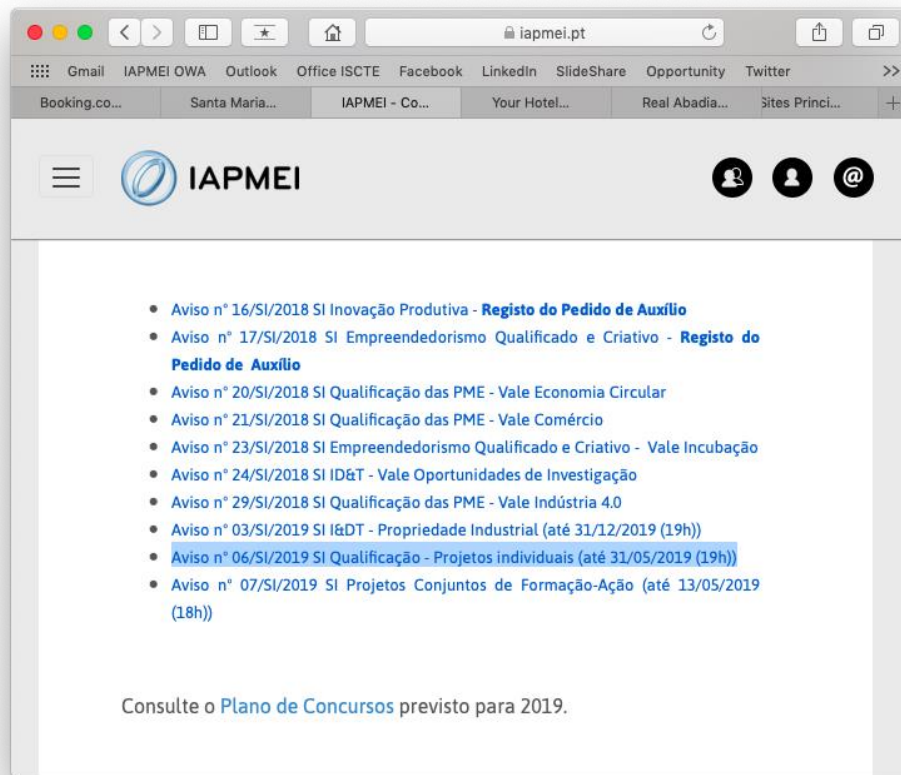 iapmei.pt
Gmail IAPMEI OWA Outlook Office ISCTE Facebook LinkedIn SlideShare Opportunity Twitter >>
Booking.co... Santa Maria... IAPMEI - Co... Your Hotel... Real Abadia... Sites Princi... +
IAPMEI @
Aviso nº 16/SI/2018 SI Inovação Produtiva - Registo do Pedido de Auxílio
Aviso nº 17/SI/2018 SI Empreendedorismo Qualificado e Criativo - Registo do
Pedido de Auxílio
Aviso nº 20/SI/2018 SI Qualificação das PME - Vale Economia Circular
Aviso nº 21/SI/2018 SI Qualificação das PME - Vale Comércio
Aviso nº 23/SI/2018 SI Empreendedorismo Qualificado e Criativo - Vale Incubação
Aviso nº 24/SI/2018 SI ID&T - Vale Oportunidades de Investigação
Aviso nº 29/SI/2018 SI Qualificação das PME - Vale Indústria 4.0
Aviso nº 03/SI/2019 SI I&DT - Propriedade Industrial (até 31/12/2019 (19h))
Aviso nº 06/SI/2019 SI Qualificação - Projetos individuais (até 31/05/2019 (19h))
Aviso nº 07/SI/2019 SI Projetos Conjuntos de Formação-Ação (até 13/05/2019
(18h))
Consulte o Plano de Concursos previsto para 2019.